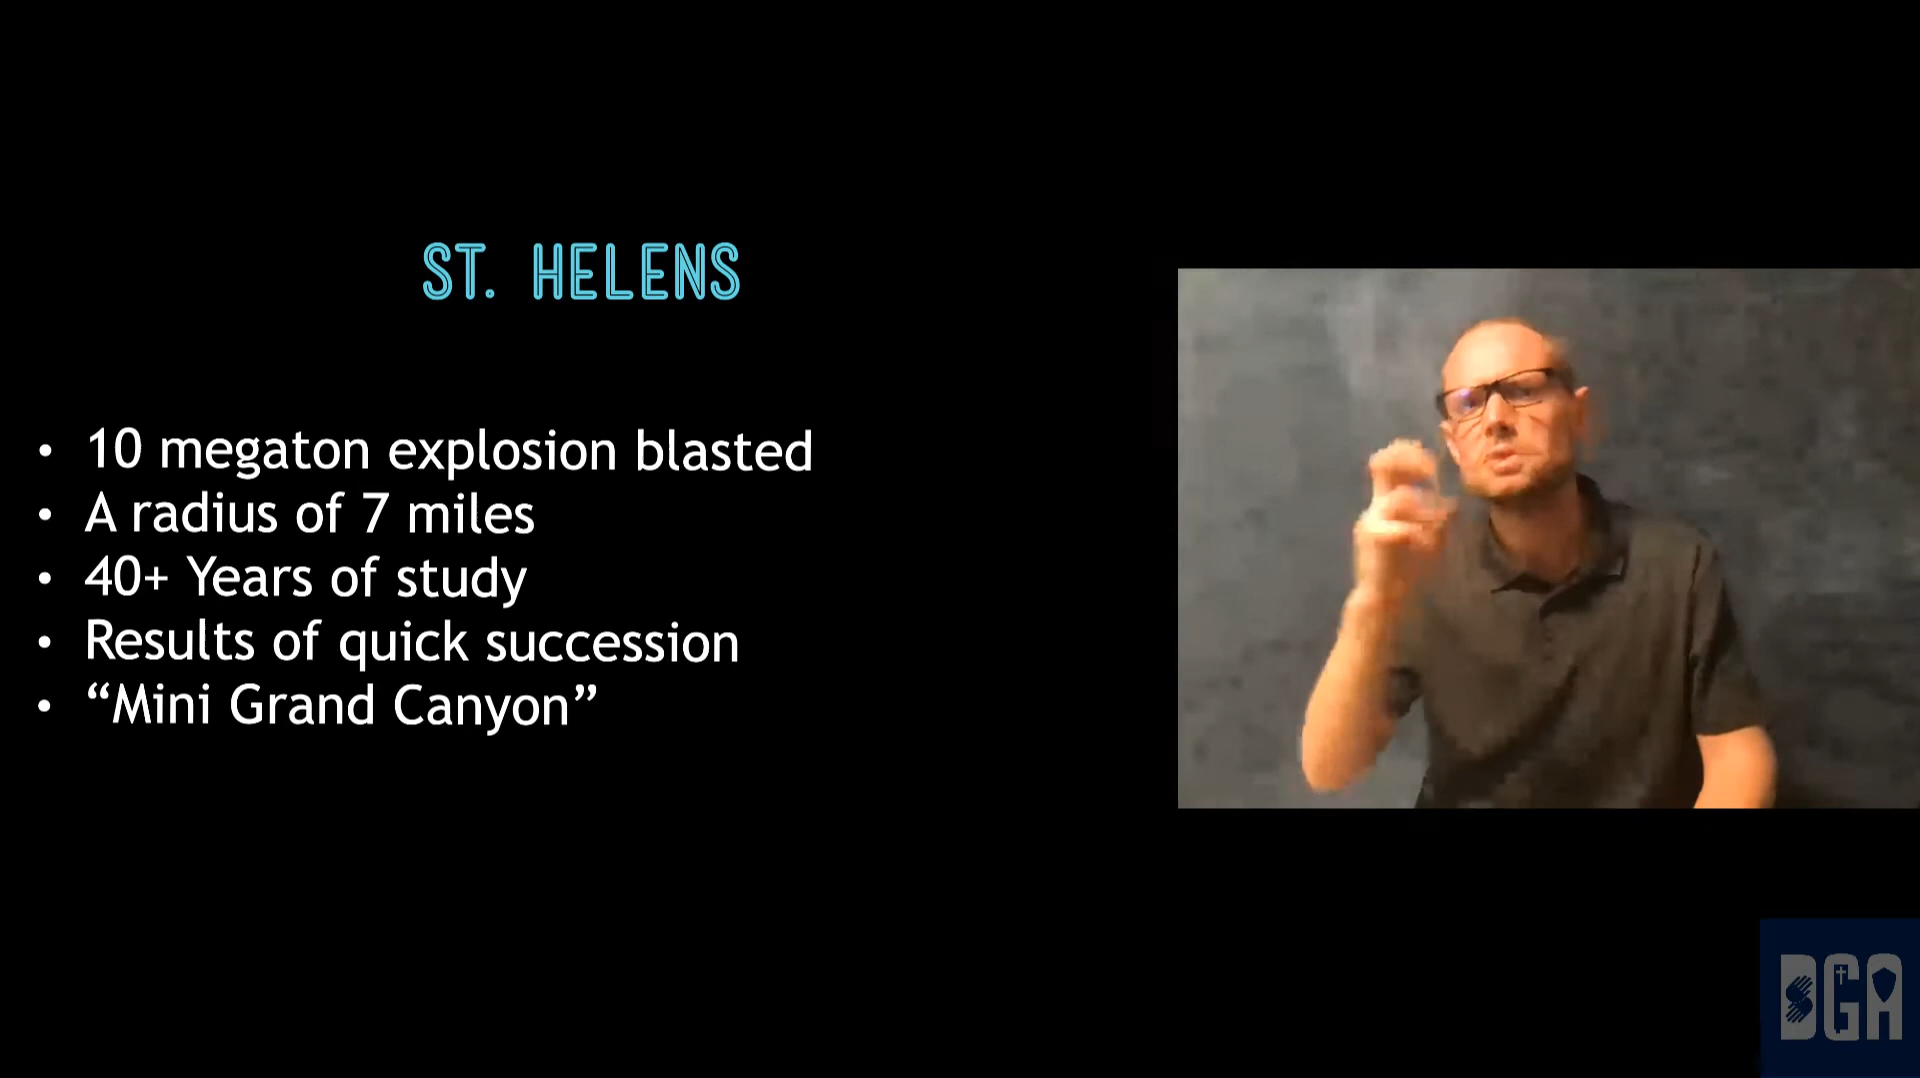 ST. HELENS
• 10 megaton explosion blasted
• A radius of 7 miles
• 40+ Years of study
• Results of quick succession
• “Mini Grand Canyon”
DGA